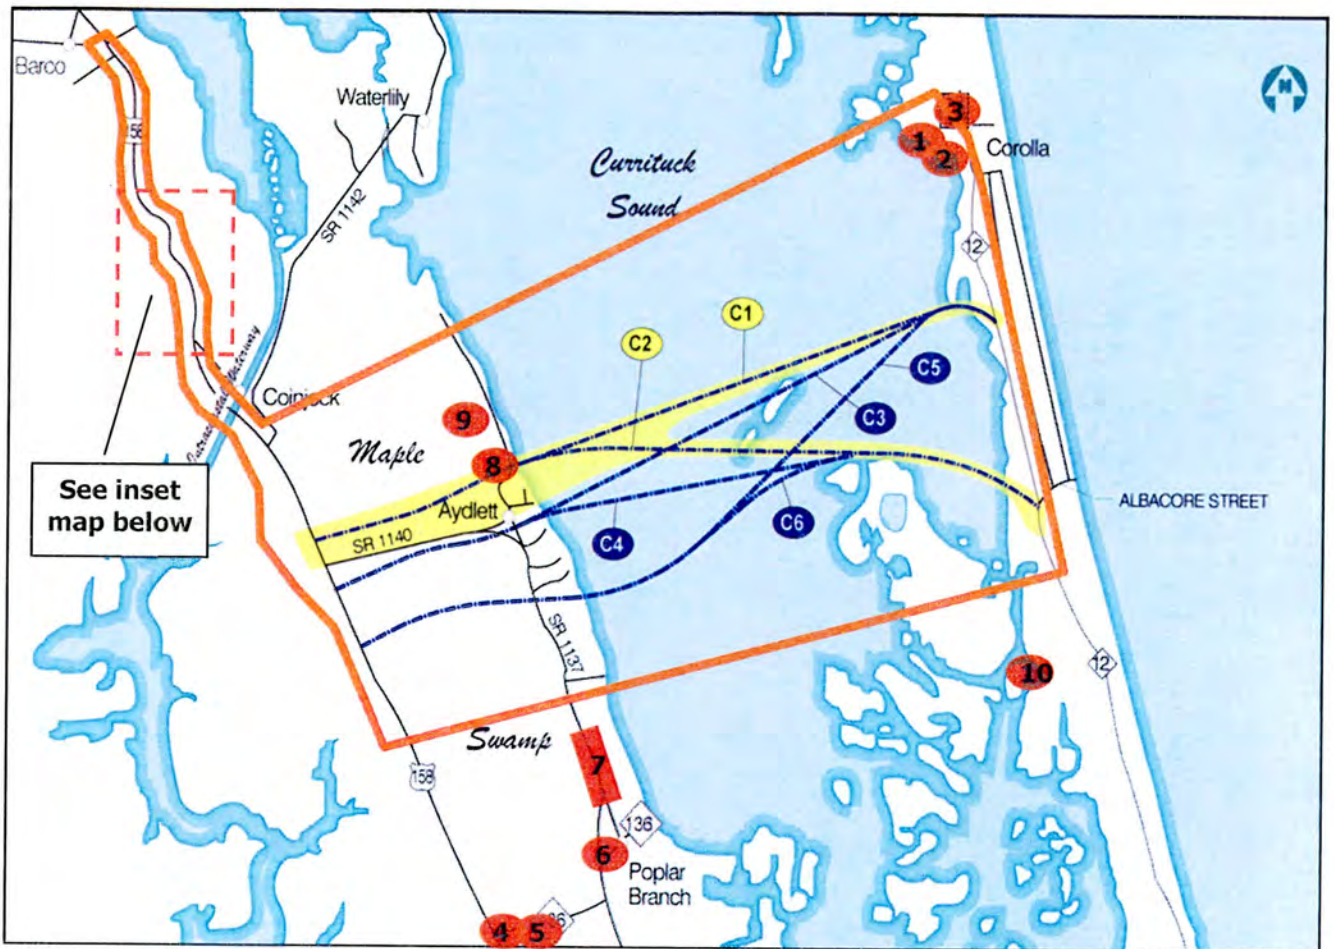 N
Barco
158
Waterlily
SR 1142
Currituck
Sound
3
1
2
Corolla
12
C1
C2
C5
C3
Coinjock
9
Maple
8
See inset
map below
Aydlett
SR 1140
C4
C6
ALBACORE STREET
SR 1137
10
12
Swamp
7
158
136
6
Poplar
Branch
4
5